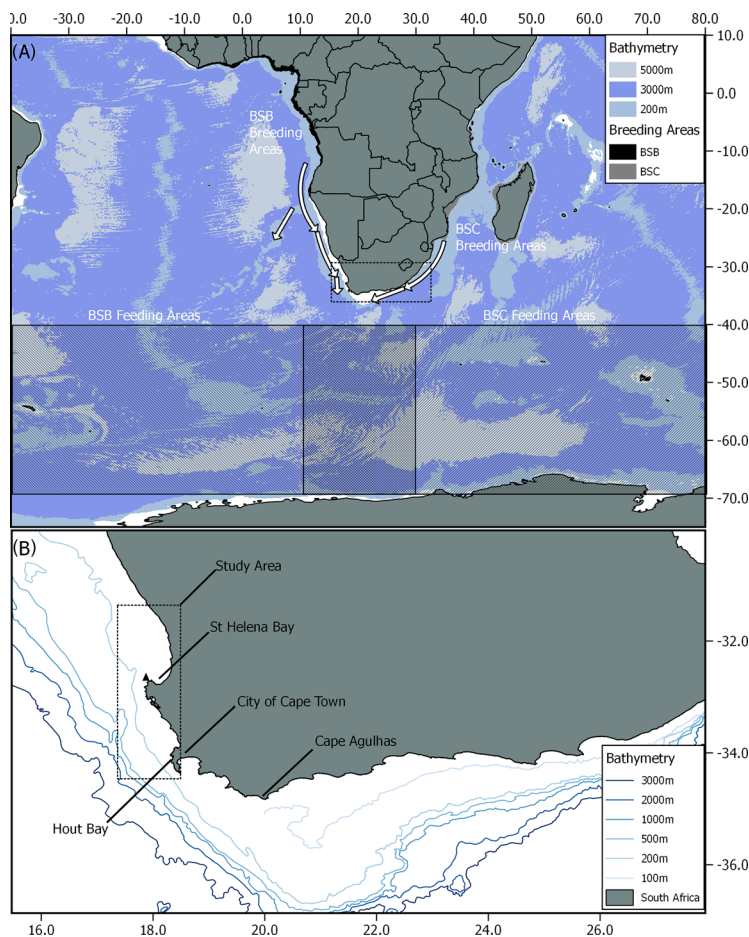 -30.0 -20.0 -10.0 0.0 10.0 20.0 30.0 40.0 50.0 60.0 70.0 80.0
10.0
(A)
Bathymetry
5000m
3000m
200m
Breeding Areas
BSB
BSC
0.0
BSB
Breeding
Areas
-10.0
-20.0
BSC
Breeding Areas
-30.0
BSB Feeding Areas
BSC Feeding Areas
-40.0
-50.0
-60.0
-70.0
(B)
Study Area
St Helena Bay
-32.0
City of Cape Town
Cape Agulhas
-34.0
Bathymetry
3000m
2000m
1000m
500m
200m
100m
South Africa
Hout Bay
-36.0
16.0 18.0 20.0 22.0 24.0 26.0